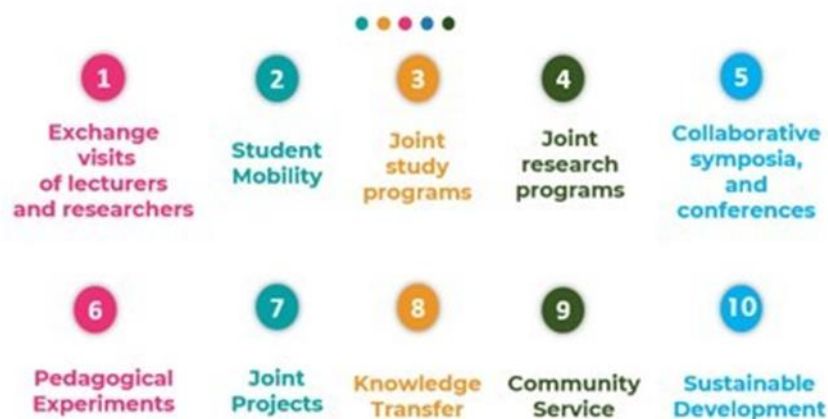 1
Exchange
visits
of lecturers
and researchers
2
Student
Mobility
3
Joint
study
programs
4
Joint
research
programs
5
Collaborative
symposia,
and
conferences
6
Pedagogical
Experiments
7
Joint
Projects
8
Knowledge
Transfer
9
Community
Service
10
Sustainable
Development